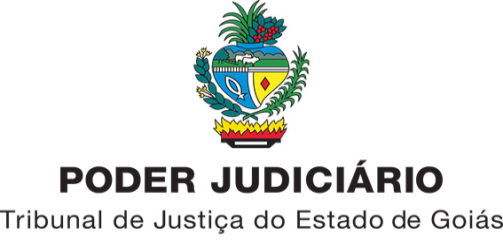 PODER JUDICIÁRIO
Tribunal de Justiça do Estado de Goiás